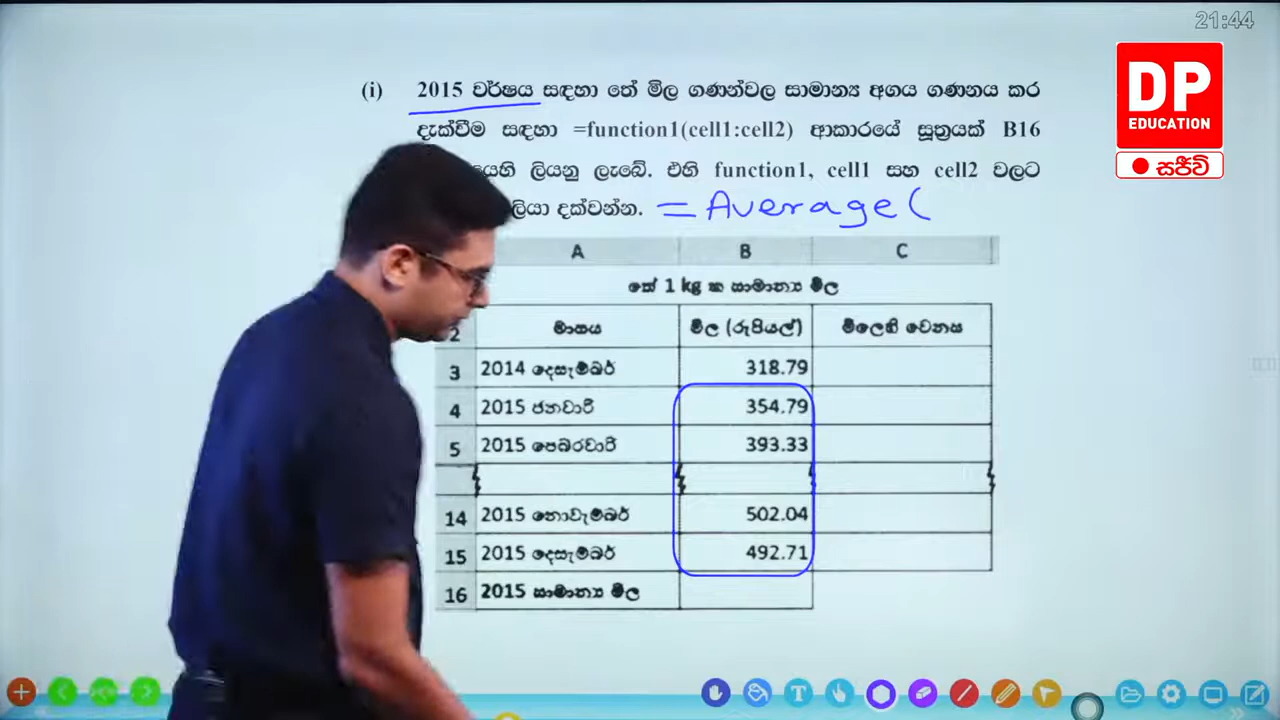 21:44
DP
EDUCATION
සජීවි
(i) 2015 වර්ෂය සඳහා තේ මිල ගණන්වල සාමාන්‍ය අගය ගණනය කර
දැක්වීම සඳහා =function1(cell1:cell2) ආකාරයේ සූත්‍රයක් B16
ලියනු ලැබේ. එහි function1, cell1 සහ cell2 වලට
ලියා දක්වන්න. = Average(
A B C
තේ 1 kg ක සාමාන්‍ය මිල
2 මාසය මිල (රුපියල්) මිලෙහි වෙනස
3 2014 දෙසැම්බර් 318.79
4 2015 ජනවාරි 354.79
5 2015 පෙබරවාරි 393.33
14 2015 නොවැම්බර් 502.04
15 2015 දෙසැම්බර් 492.71
16 2015 සාමාන්‍ය මිල